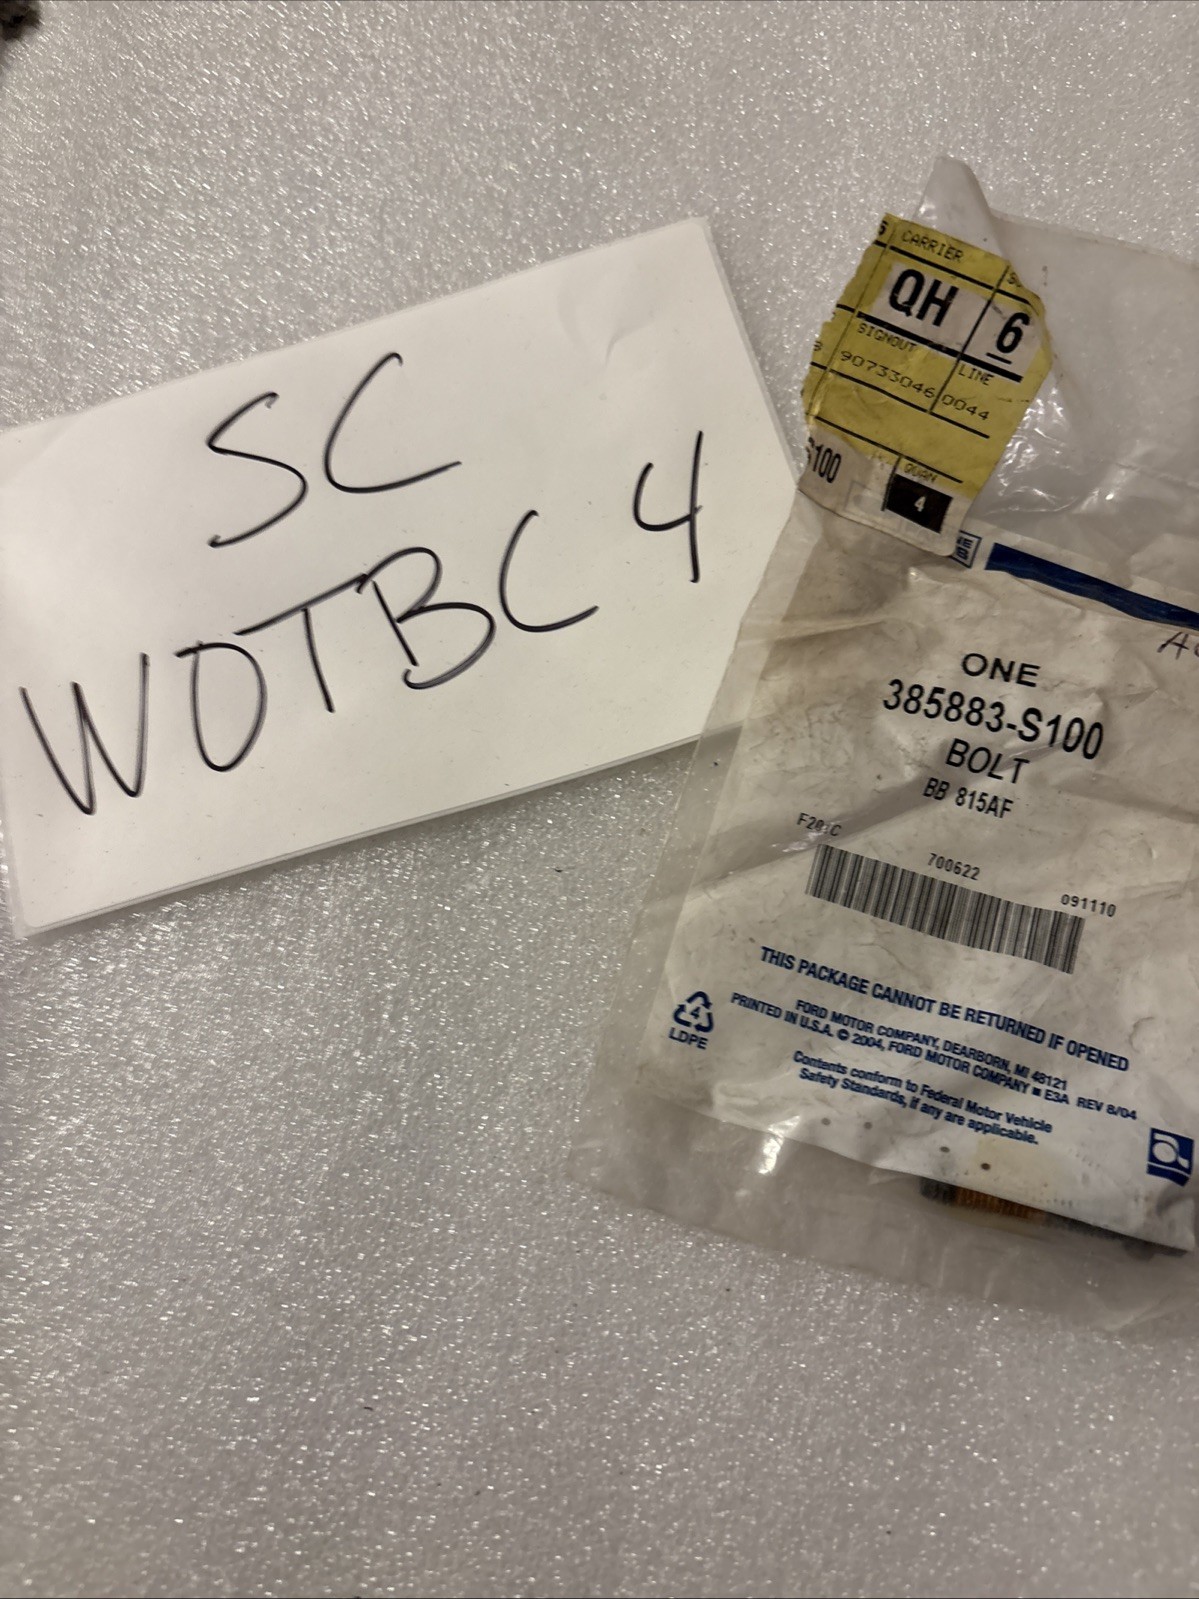 SC
WOTBC 4
CARRIER
QH 6
SIGNOUT LINE
90733046 0044
S100 QUAN
4
ONE
385883-S100
BOLT
BB 815AF
700622 091110
THIS PACKAGE CANNOT BE RETURNED IF OPENED
FORD MOTOR COMPANY, DEARBORN, MI 48121
PRINTED IN U.S.A. © 2004, FORD MOTOR COMPANY ■ E3A REV 8/04
Contents conform to Federal Motor Vehicle
Safety Standards, if any are applicable.
4
LDPE